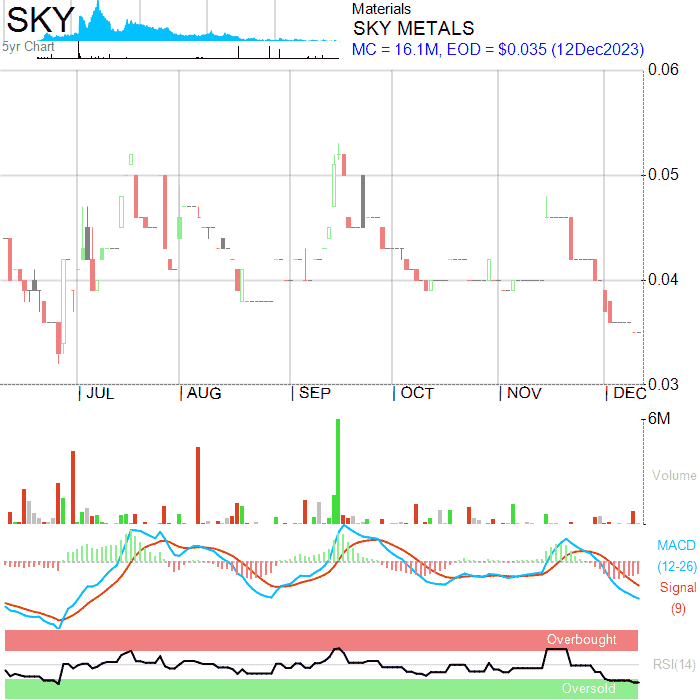 SKY
5yr Chart
Materials
SKY METALS
MC = 16.1M, EOD = $0.035 (12Dec2023)
0.06
0.05
0.04
0.03
JUL AUG SEP OCT NOV DEC
6M
Volume
MACD
(12-26)
Signal
(9)
Overbought
RSI(14)
Oversold